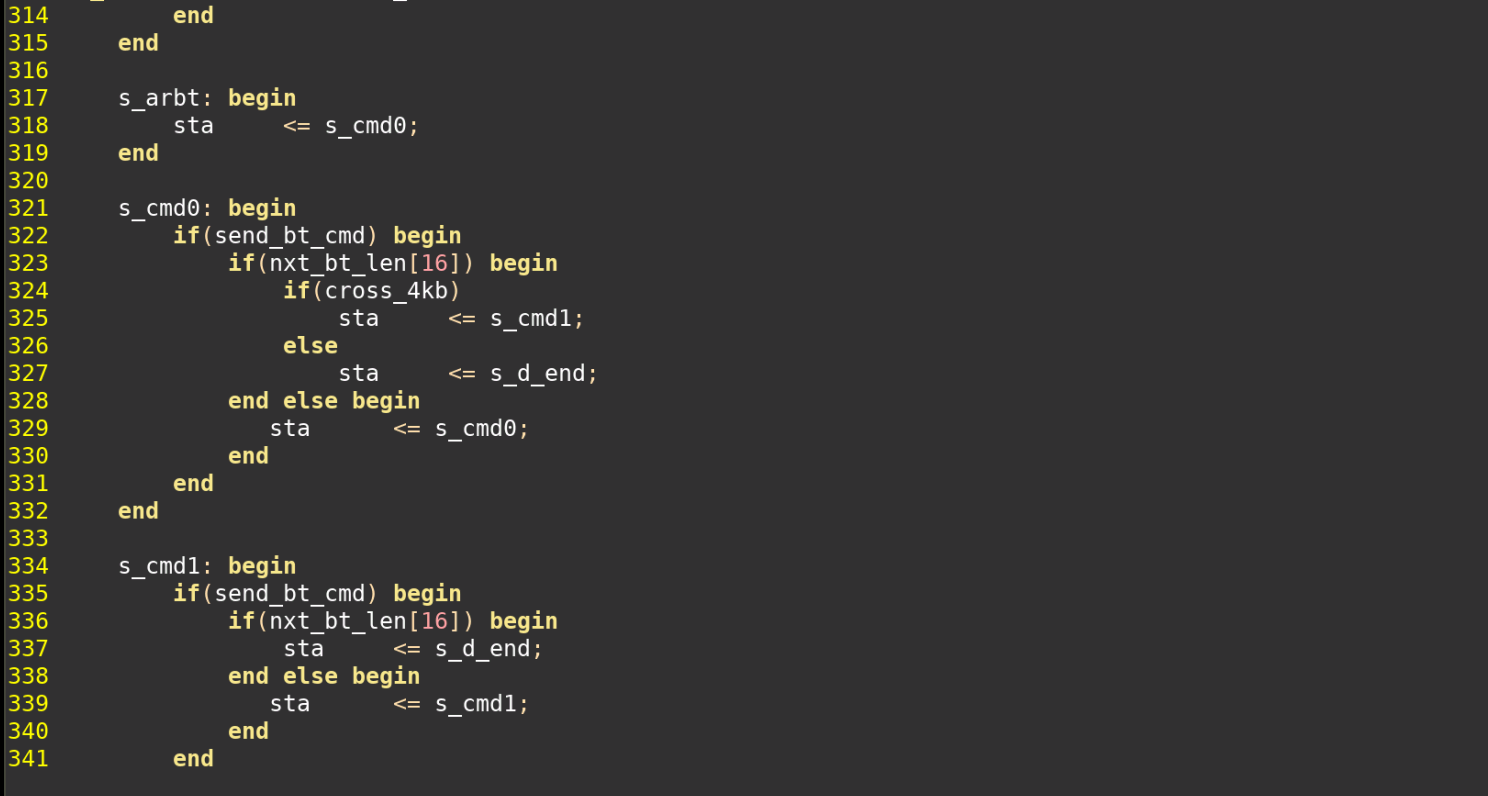 314         end
315     end
316
317     s_arbt: begin
318         sta     <= s_cmd0;
319     end
320
321     s_cmd0: begin
322         if(send_bt_cmd) begin
323             if(nxt_bt_len[16]) begin
324                 if(cross_4kb)
325                     sta     <= s_cmd1;
326                 else
327                     sta     <= s_d_end;
328             end else begin
329                sta      <= s_cmd0;
330             end
331         end
332     end
333
334     s_cmd1: begin
335         if(send_bt_cmd) begin
336             if(nxt_bt_len[16]) begin
337                 sta     <= s_d_end;
338             end else begin
339                sta      <= s_cmd1;
340             end
341         end